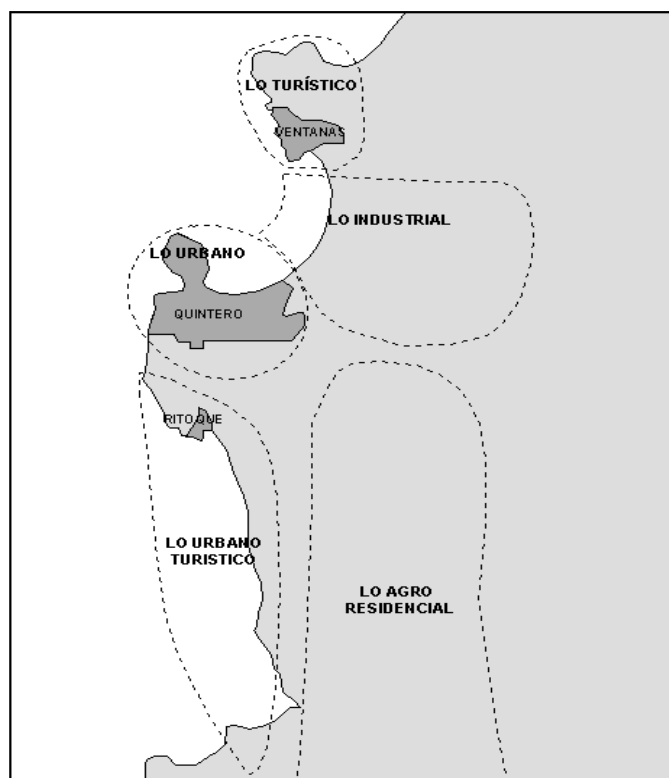 LO TURÍSTICO
VENTANAS
LO INDUSTRIAL
LO URBANO
QUINTERO
RITOQUE
LO URBANO
TURISTICO
LO AGRO
RESIDENCIAL